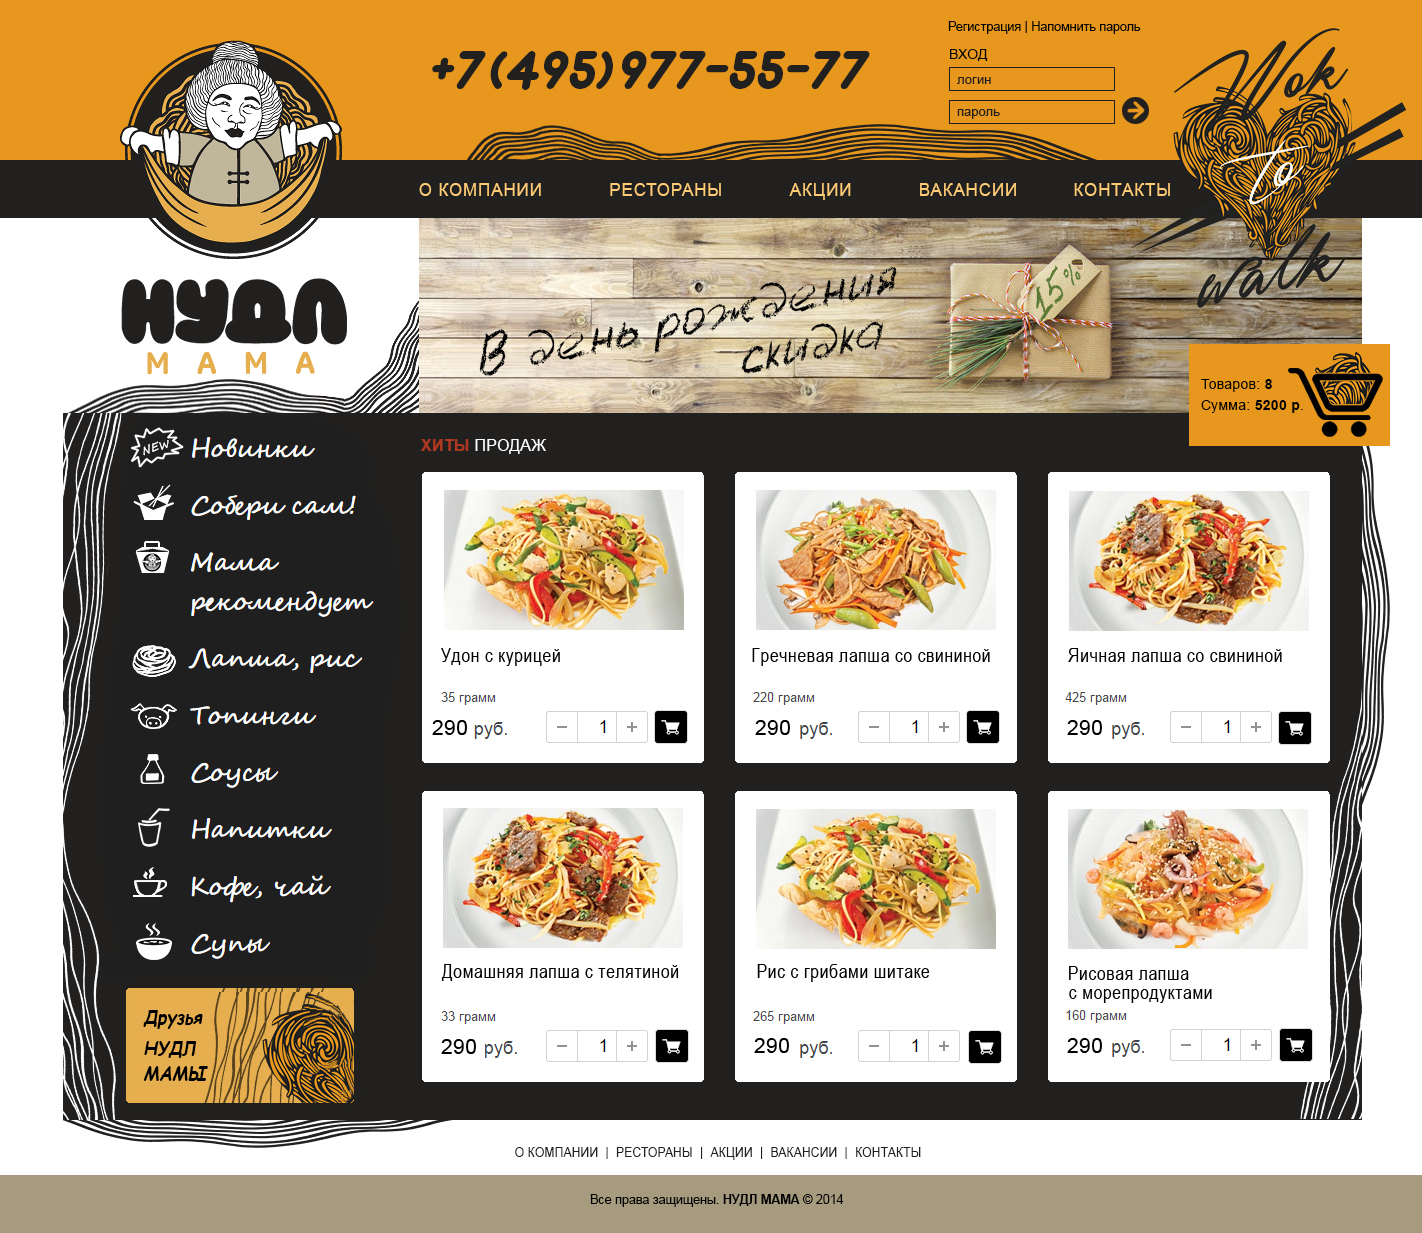 Регистрация | Напомнить пароль
+7(495)977-55-77
ВХОД
логин
пароль
Wok
To
walk
О КОМПАНИИ РЕСТОРАНЫ АКЦИИ ВАКАНСИИ КОНТАКТЫ
НУДЛ
МАМА
В день рождения
скидка
15%
Товаров: 8
Сумма: 5200 р.
NEW
Новинки
Собери сам!
Мама
рекомендует
Лапша, рис
Топинги
Соусы
Напитки
Кофе, чай
Супы
Друзья
НУДЛ
МАМЫ
ХИТЫ ПРОДАЖ
Удон с курицей
35 грамм
290 руб. − 1 +
Гречневая лапша со свининой
220 грамм
290 руб. − 1 +
Яичная лапша со свининой
425 грамм
290 руб. − 1 +
Домашняя лапша с телятиной
33 грамм
290 руб. − 1 +
Рис с грибами шитаке
265 грамм
290 руб. − 1 +
Рисовая лапша
с морепродуктами
160 грамм
290 руб. − 1 +
О КОМПАНИИ | РЕСТОРАНЫ | АКЦИИ | ВАКАНСИИ | КОНТАКТЫ
Все права защищены. НУДЛ МАМА © 2014